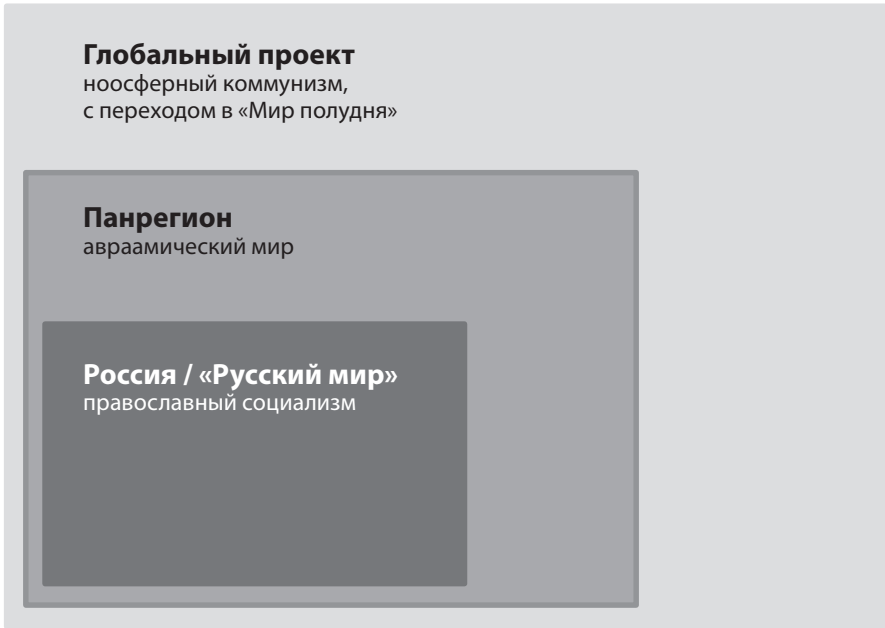 Глобальный проект
ноосферный коммунизм,
с переходом в «Мир полудня»
Панрегион
авраамический мир
Россия / «Русский мир»
православный социализм